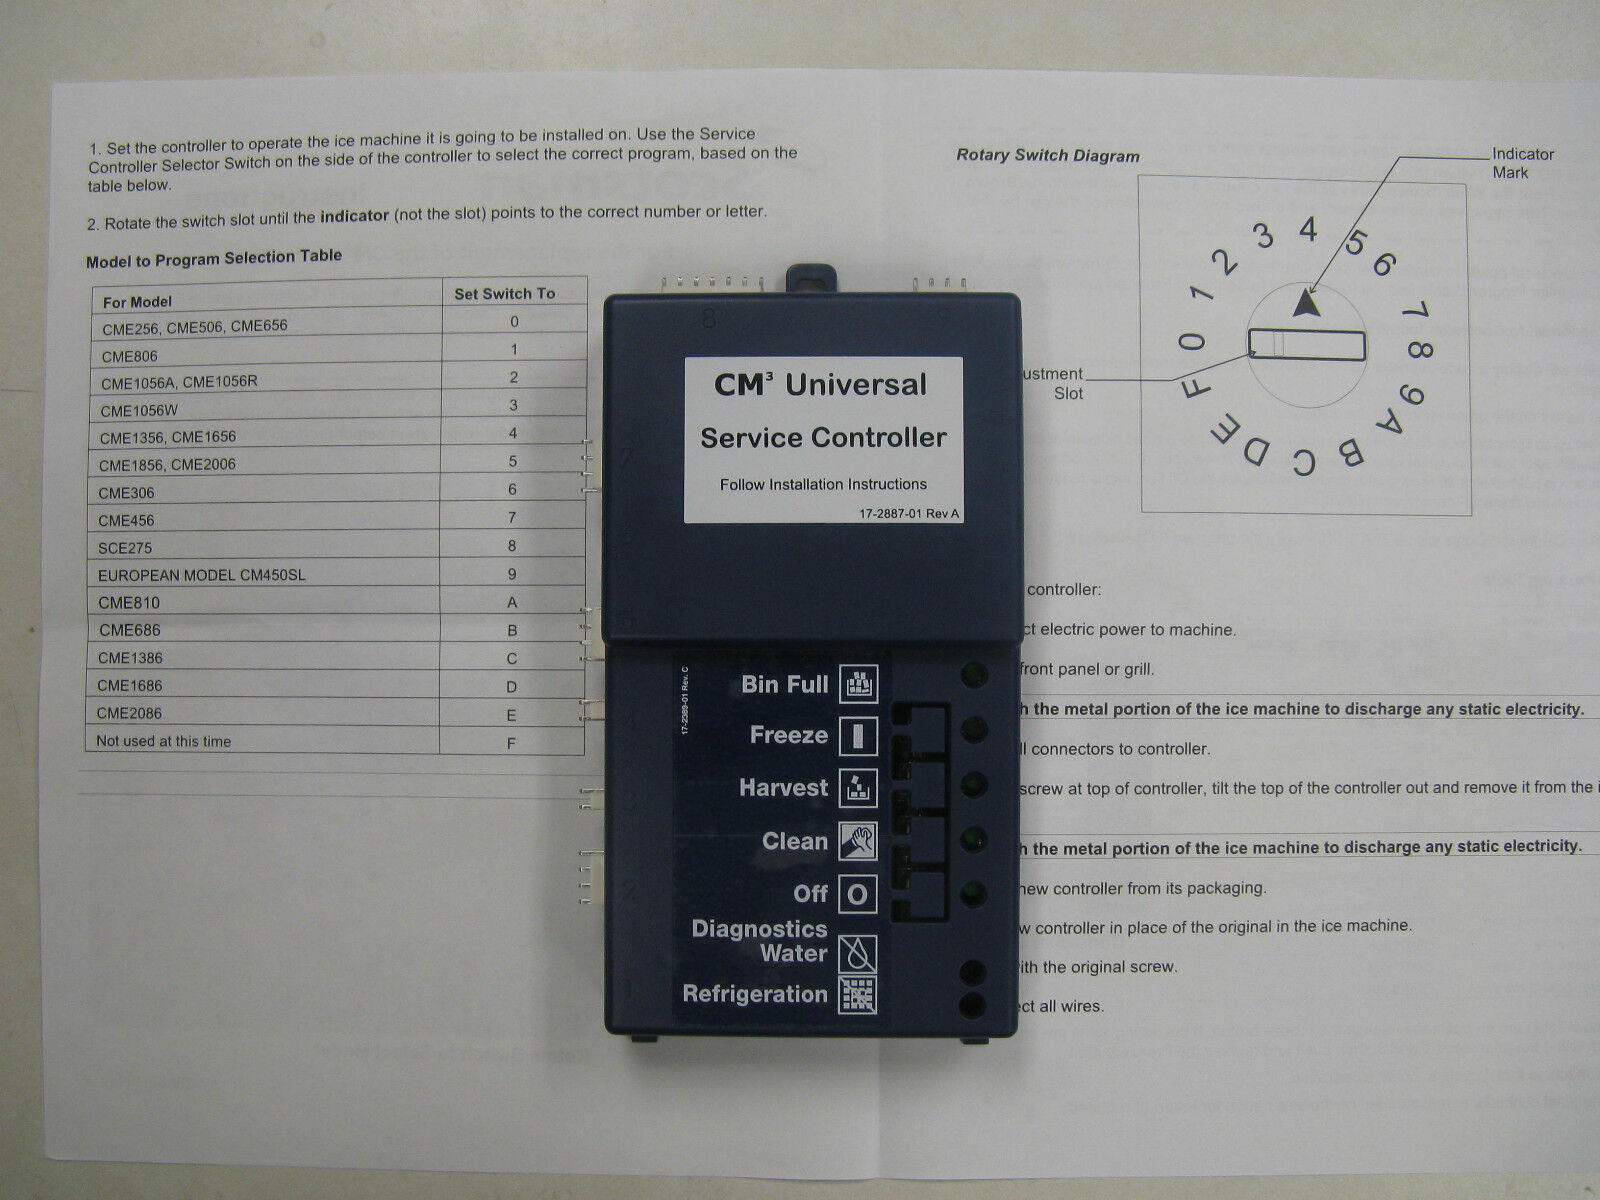 1. Set the controller to operate the ice machine it is going to be installed on. Use the Service
Controller Selector Switch on the side of the controller to select the correct program, based on the
table below.
2. Rotate the switch slot until the indicator (not the slot) points to the correct number or letter.
Model to Program Selection Table
For Model Set Switch To
CME256, CME506, CME656 0
CME806 1
CME1056A, CME1056R 2
CME1056W 3
CME1356, CME1656 4
CME1856, CME2006 5
CME306 6
CME456 7
SCE275 8
EUROPEAN MODEL CM450SL 9
CME810 A
CME686 B
CME1386 C
CME1686 D
CME2086 E
Not used at this time F
Rotary Switch Diagram
Indicator
Mark
0 1 2 3 4 5 6 7 8 9 A B C D E F
ustment
Slot
controller:
ct electric power to machine.
front panel or grill.
h the metal portion of the ice machine to discharge any static electricity.
ll connectors to controller.
screw at top of controller, tilt the top of the controller out and remove it from the i
h the metal portion of the ice machine to discharge any static electricity.
new controller from its packaging.
w controller in place of the original in the ice machine.
ith the original screw.
ct all wires.
8
7
CM³ Universal
Service Controller
Follow Installation Instructions
17-2887-01 Rev A
17-2389-01 Rev. C
Bin Full
Freeze
Harvest
Clean
Off O
Diagnostics
Water
Refrigeration
2
1